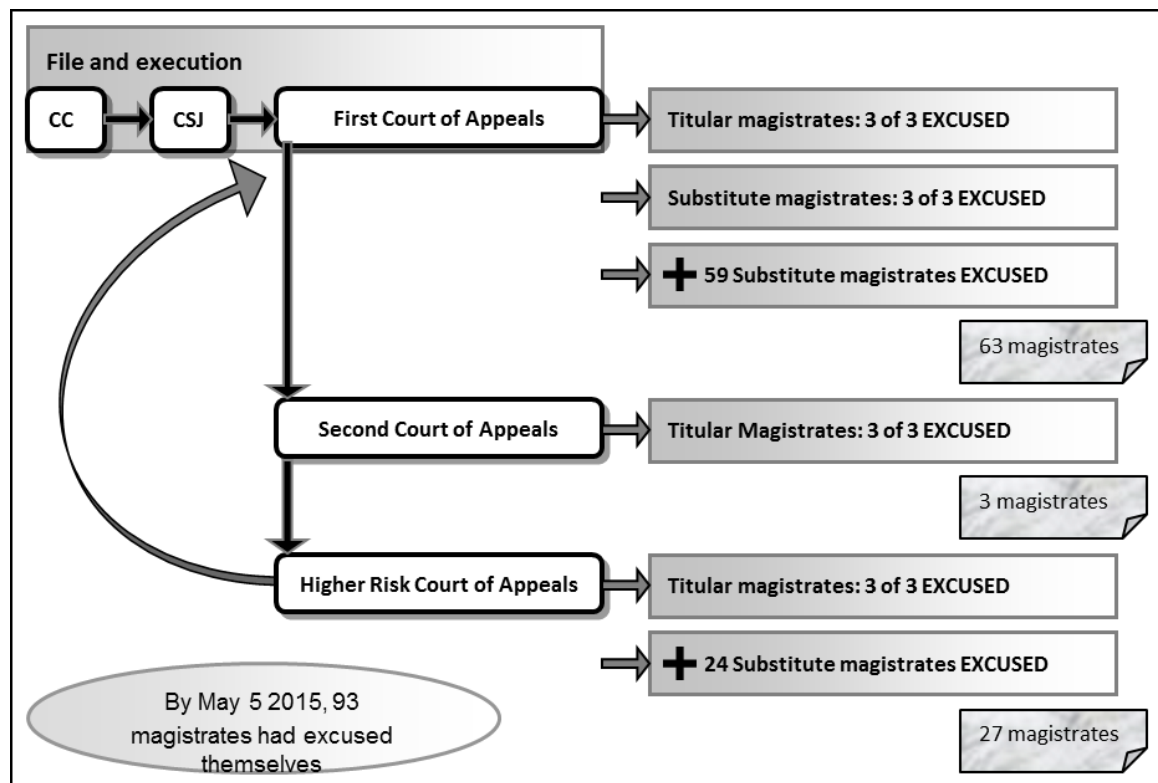 File and execution
CC
CSJ
First Court of Appeals
Titular magistrates: 3 of 3 EXCUSED
Substitute magistrates: 3 of 3 EXCUSED
+ 59 Substitute magistrates EXCUSED
63 magistrates
Second Court of Appeals
Titular Magistrates: 3 of 3 EXCUSED
3 magistrates
Higher Risk Court of Appeals
Titular magistrates: 3 of 3 EXCUSED
+ 24 Substitute magistrates EXCUSED
27 magistrates
By May 5 2015, 93
magistrates had excused
themselves